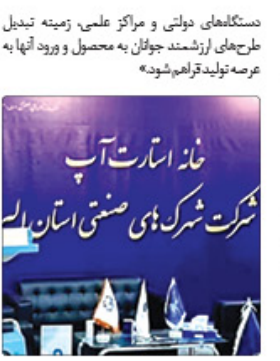 دستگاه‌های دولتی و مراکز علمی، زمینه تبدیل
طرح‌های ارزشمند جوانان به محصول و ورود آنها به
عرصه تولید فراهم شود.»
خانه استارت آپ
شرکت شهرک های صنعتی استان الب